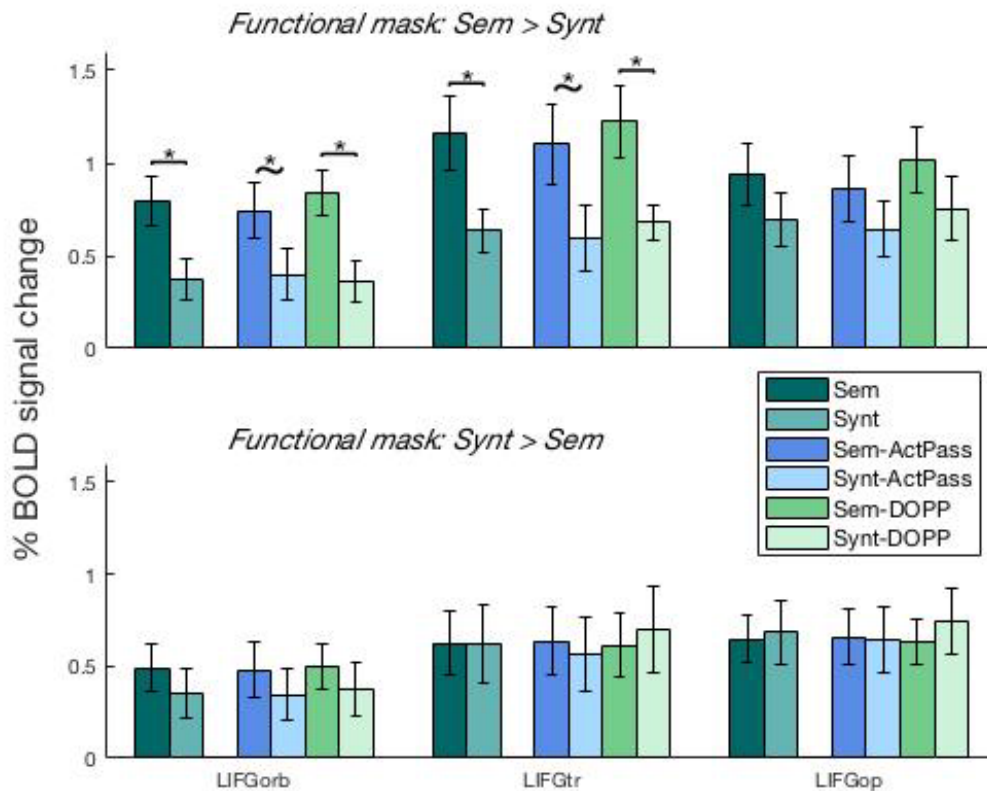 Functional mask: Sem > Synt
% BOLD signal change
1.5
1
0.5
0
* * * * * *
Sem
Synt
Sem-ActPass
Synt-ActPass
Sem-DOPP
Synt-DOPP
Functional mask: Synt > Sem
1.5
1
0.5
0
LIFGorb LIFGtr LIFGop